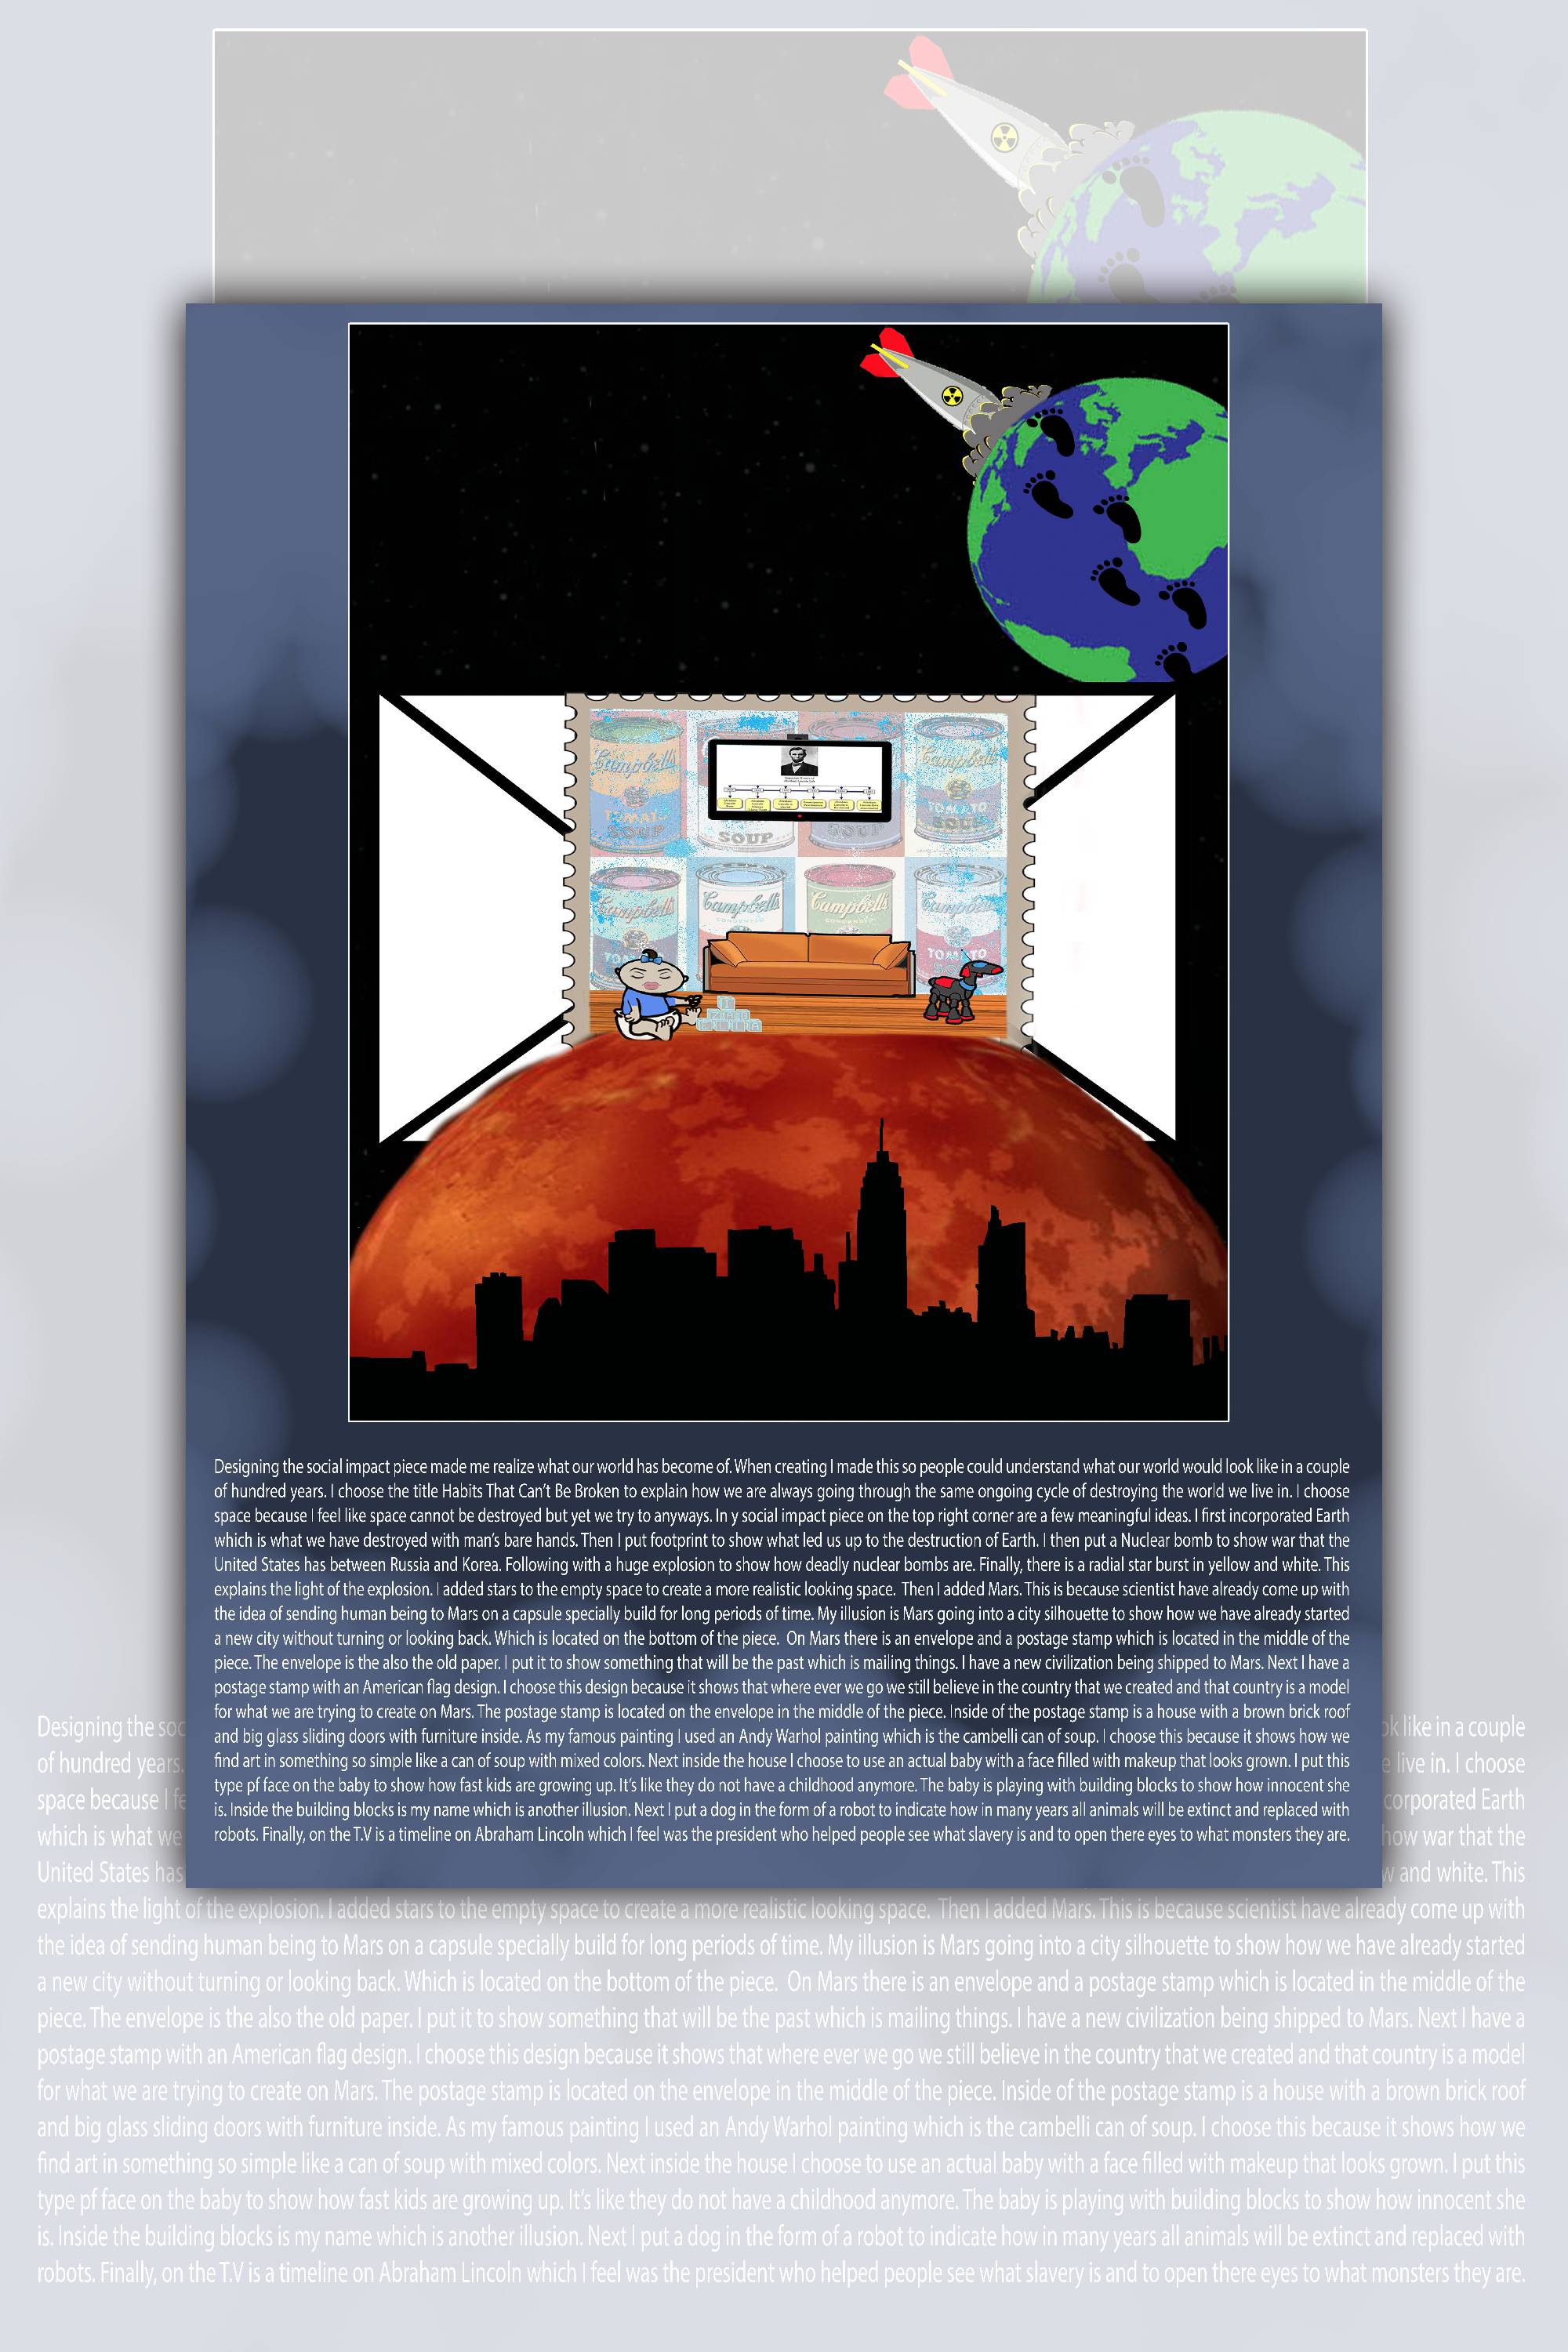 Campbell's Campbell's
TOMATO TOMATO
SOUP SOUP SOUP SOUP
Campbell's Campbell's Campbell's Campbell's
CONDENSED CONDENSED
Designing the social impact piece made me realize what our world has become of. When creating I made this so people could understand what our world would look like in a couple
of hundred years. I choose the title Habits That Can't Be Broken to explain how we are always going through the same ongoing cycle of destroying the world we live in. I choose
space because I feel like space cannot be destroyed but yet we try to anyways. In y social impact piece on the top right corner are a few meaningful ideas. I first incorporated Earth
which is what we have destroyed with man's bare hands. Then I put footprint to show what led us up to the destruction of Earth. I then put a Nuclear bomb to show war that the
United States has between Russia and Korea. Following with a huge explosion to show how deadly nuclear bombs are. Finally, there is a radial star burst in yellow and white. This
explains the light of the explosion. I added stars to the empty space to create a more realistic looking space. Then I added Mars. This is because scientist have already come up with
the idea of sending human being to Mars on a capsule specially build for long periods of time. My illusion is Mars going into a city silhouette to show how we have already started
a new city without turning or looking back. Which is located on the bottom of the piece. On Mars there is an envelope and a postage stamp which is located in the middle of the
piece. The envelope is the also the old paper. I put it to show something that will be the past which is mailing things. I have a new civilization being shipped to Mars. Next I have a
postage stamp with an American flag design. I choose this design because it shows that where ever we go we still believe in the country that we created and that country is a model
for what we are trying to create on Mars. The postage stamp is located on the envelope in the middle of the piece. Inside of the postage stamp is a house with a brown brick roof
and big glass sliding doors with furniture inside. As my famous painting I used an Andy Warhol painting which is the cambelli can of soup. I choose this because it shows how we
find art in something so simple like a can of soup with mixed colors. Next inside the house I choose to use an actual baby with a face filled with makeup that looks grown. I put this
type pf face on the baby to show how fast kids are growing up. It's like they do not have a childhood anymore. The baby is playing with building blocks to show how innocent she
is. Inside the building blocks is my name which is another illusion. Next I put a dog in the form of a robot to indicate how in many years all animals will be extinct and replaced with
robots. Finally, on the T.V is a timeline on Abraham Lincoln which I feel was the president who helped people see what slavery is and to open there eyes to what monsters they are.
Designing the soc k like in a couple
of hundred years. e live in. I choose
space because I fe corporated Earth
which is what we how war that the
United States has w and white. This
explains the light of the explosion. I added stars to the empty space to create a more realistic looking space. Then I added Mars. This is because scientist have already come up with
the idea of sending human being to Mars on a capsule specially build for long periods of time. My illusion is Mars going into a city silhouette to show how we have already started
a new city without turning or looking back. Which is located on the bottom of the piece. On Mars there is an envelope and a postage stamp which is located in the middle of the
piece. The envelope is the also the old paper. I put it to show something that will be the past which is mailing things. I have a new civilization being shipped to Mars. Next I have a
postage stamp with an American flag design. I choose this design because it shows that where ever we go we still believe in the country that we created and that country is a model
for what we are trying to create on Mars. The postage stamp is located on the envelope in the middle of the piece. Inside of the postage stamp is a house with a brown brick roof
and big glass sliding doors with furniture inside. As my famous painting I used an Andy Warhol painting which is the cambelli can of soup. I choose this because it shows how we
find art in something so simple like a can of soup with mixed colors. Next inside the house I choose to use an actual baby with a face filled with makeup that looks grown. I put this
type pf face on the baby to show how fast kids are growing up. It's like they do not have a childhood anymore. The baby is playing with building blocks to show how innocent she
is. Inside the building blocks is my name which is another illusion. Next I put a dog in the form of a robot to indicate how in many years all animals will be extinct and replaced with
robots. Finally, on the T.V is a timeline on Abraham Lincoln which I feel was the president who helped people see what slavery is and to open there eyes to what monsters they are.